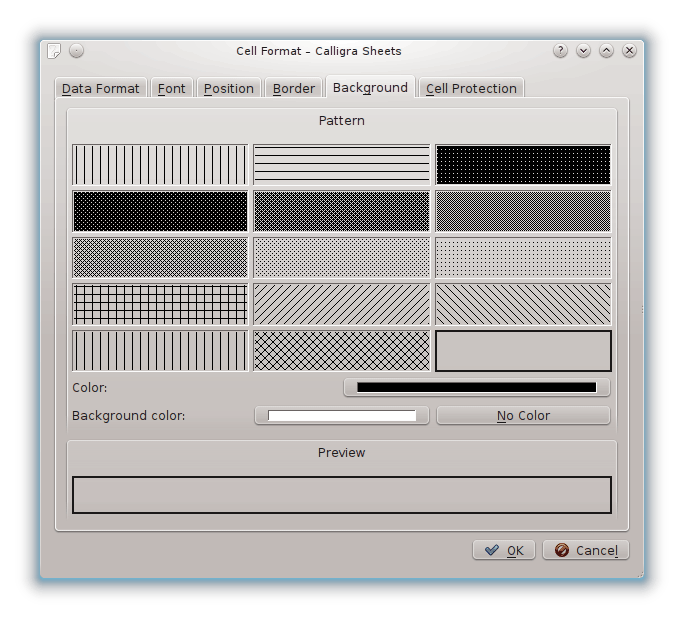 Cell Format – Calligra Sheets
?
Data Format Font Position Border Background Cell Protection
Pattern
Color:
Background color: No Color
Preview
OK Cancel